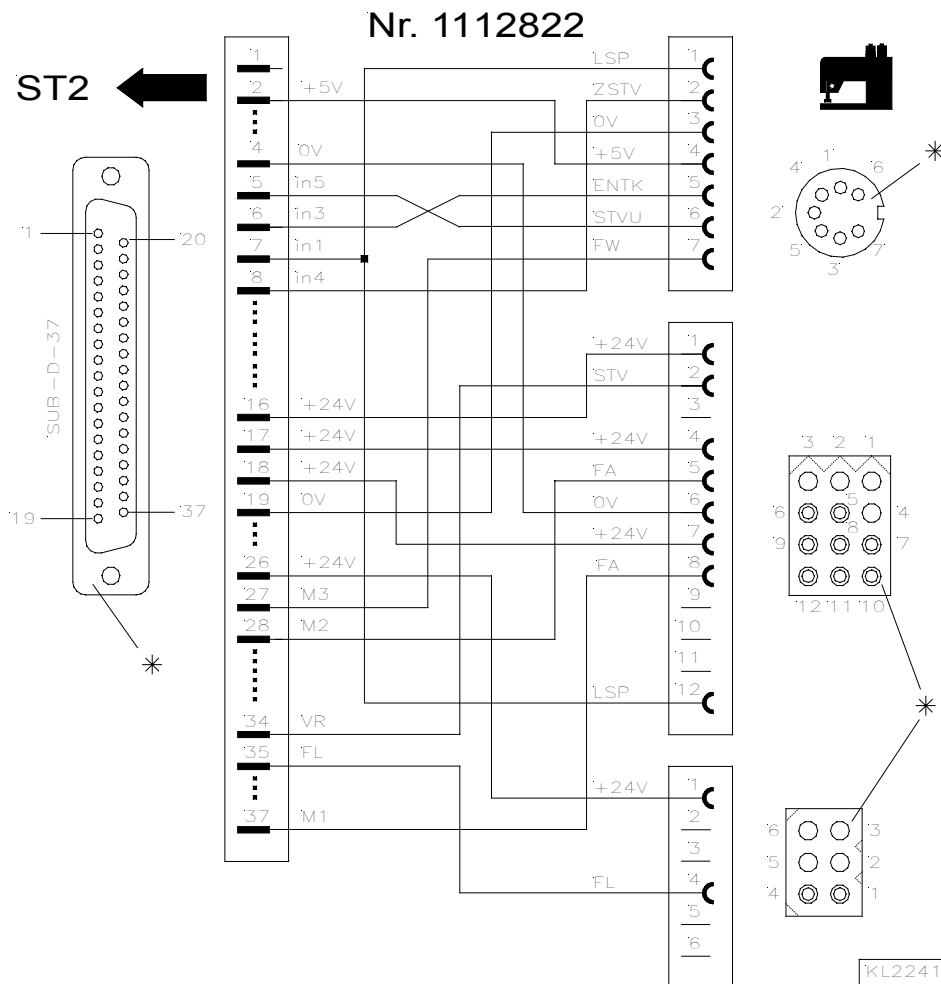 Nr. 1112822
ST2
1
2 +5V
4 0V
5 in5
6 in3
7 in1
8 in4
16 +24V
17 +24V
18 +24V
19 0V
26 +24V
27 M3
28 M2
34 VR
35 FL
37 M1
LSP 1
ZSTV 2
0V 3
+5V 4
ENTK 5
STVU 6
FW 7
+24V 1
STV 2
3
+24V 4
FA 5
0V 6
+24V 7
FA 8
9
10
11
LSP 12
+24V 1
2
3
FL 4
5
6
1 20
SUB-D-37
19 37
*
1
4 6
2
5 7
3
*
3 2 1
5
6 4
8
9 7
12 11 10
*
6 3
5 2
4 1
KL2241